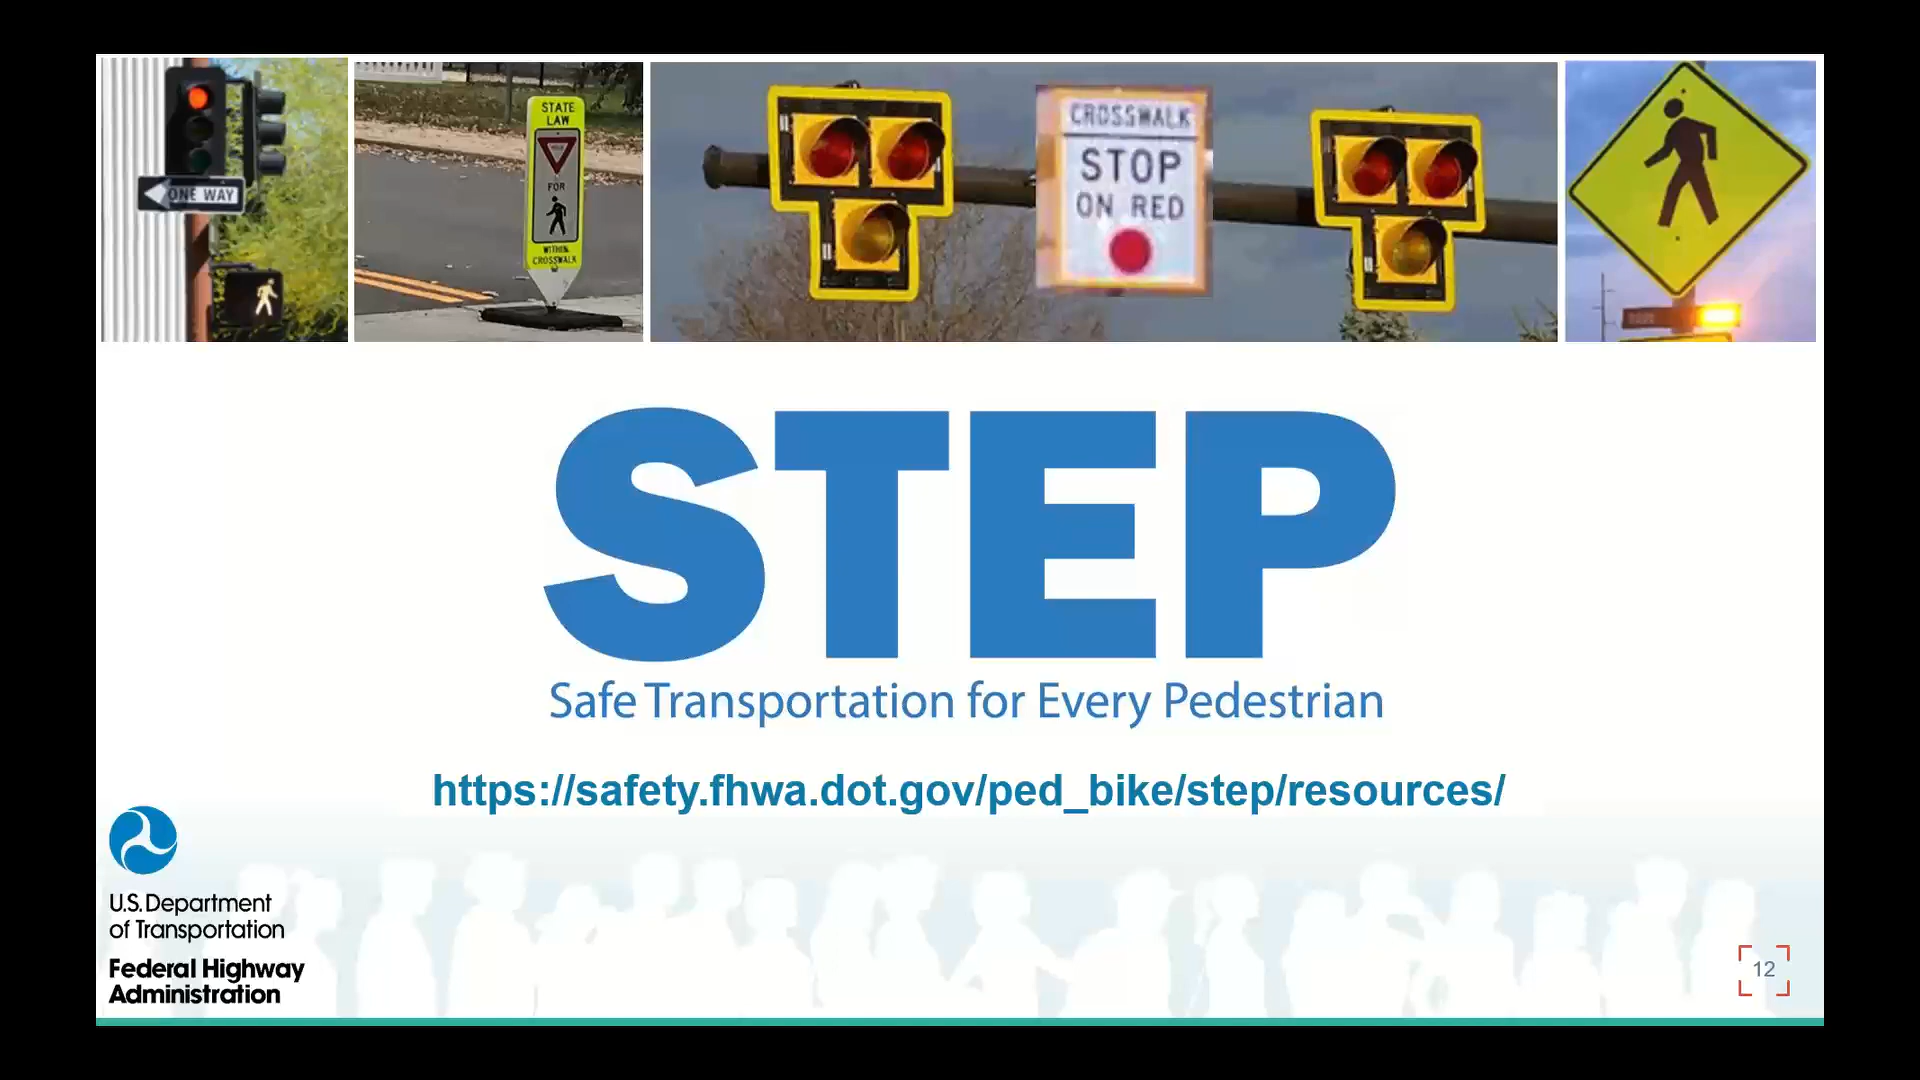 ONE WAY
STATE
LAW
FOR
WITHIN
CROSSWALK
CROSSWALK
STOP
ON RED
STEP
Safe Transportation for Every Pedestrian
https://safety.fhwa.dot.gov/ped_bike/step/resources/
U.S. Department
of Transportation
Federal Highway
Administration
12